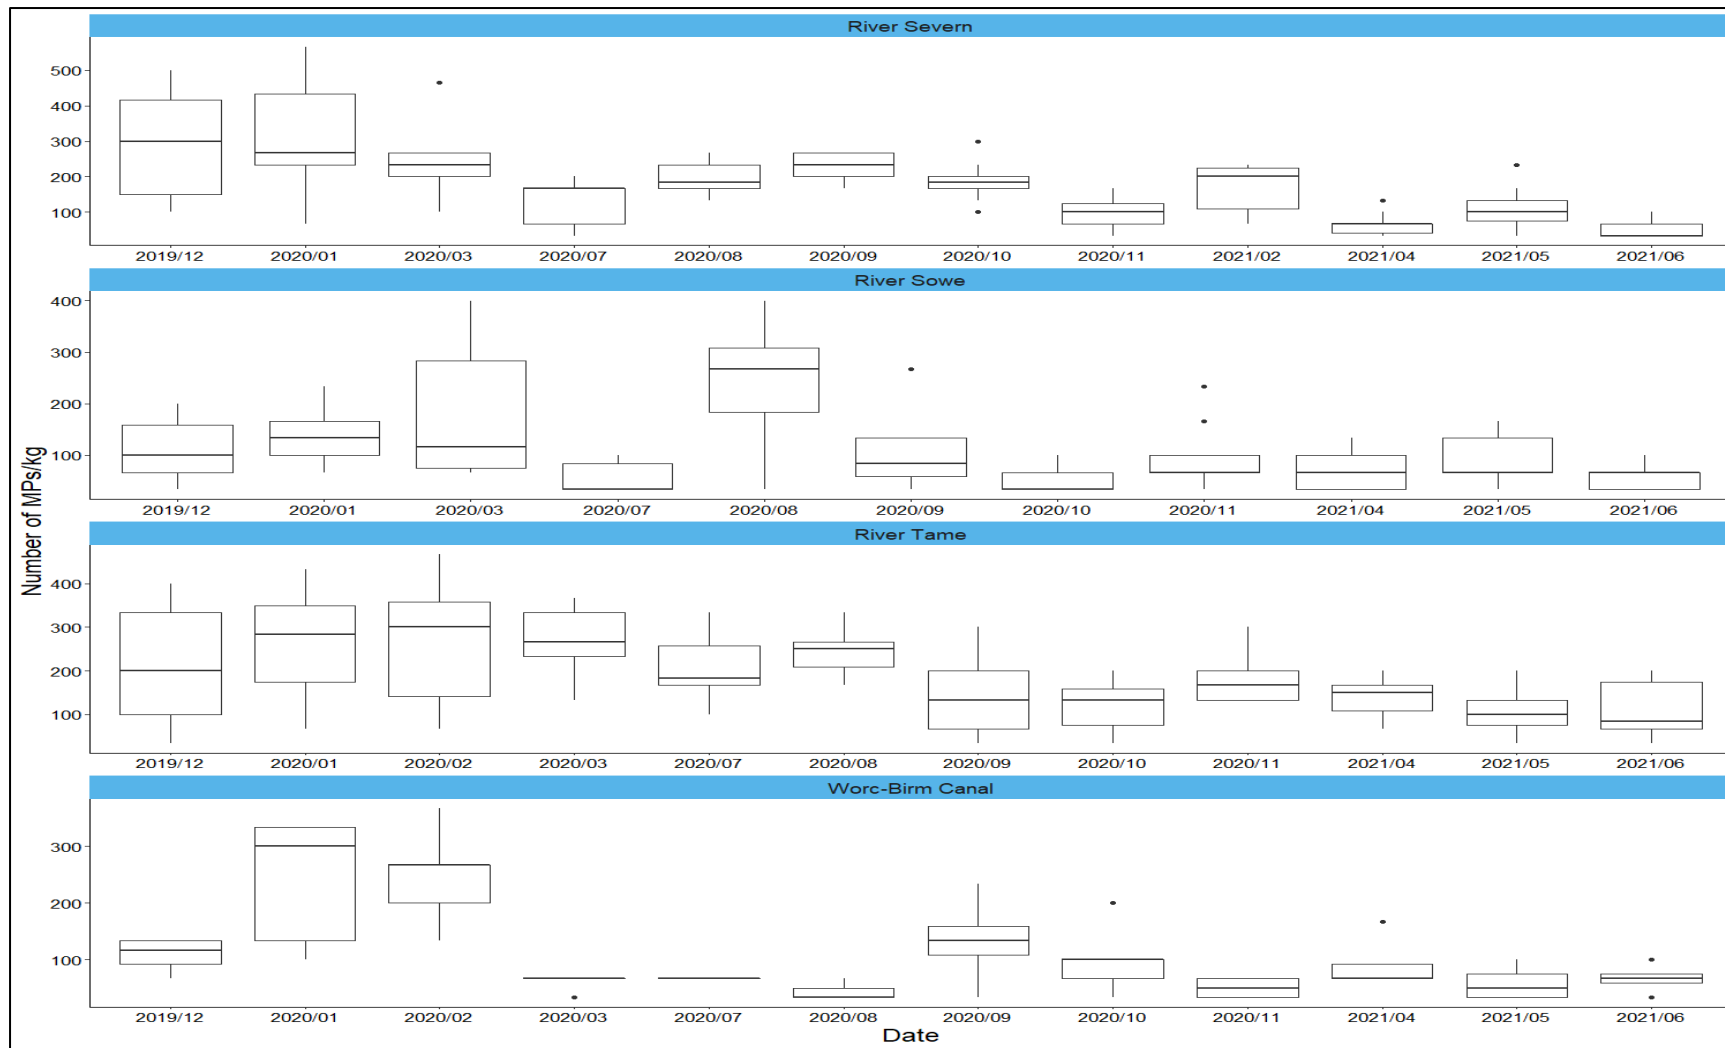 River Severn
500
400
300
200
100
2019/12 2020/01 2020/03 2020/07 2020/08 2020/09 2020/10 2020/11 2021/02 2021/04 2021/05 2021/06
River Sowe
400
300
200
100
2019/12 2020/01 2020/03 2020/07 2020/08 2020/09 2020/10 2020/11 2021/04 2021/05 2021/06
Number of MPs/kg
River Tame
400
300
200
100
2019/12 2020/01 2020/02 2020/03 2020/07 2020/08 2020/09 2020/10 2020/11 2021/04 2021/05 2021/06
Worc-Birm Canal
300
200
100
2019/12 2020/01 2020/02 2020/03 2020/07 2020/08 2020/09 2020/10 2020/11 2021/04 2021/05 2021/06
Date